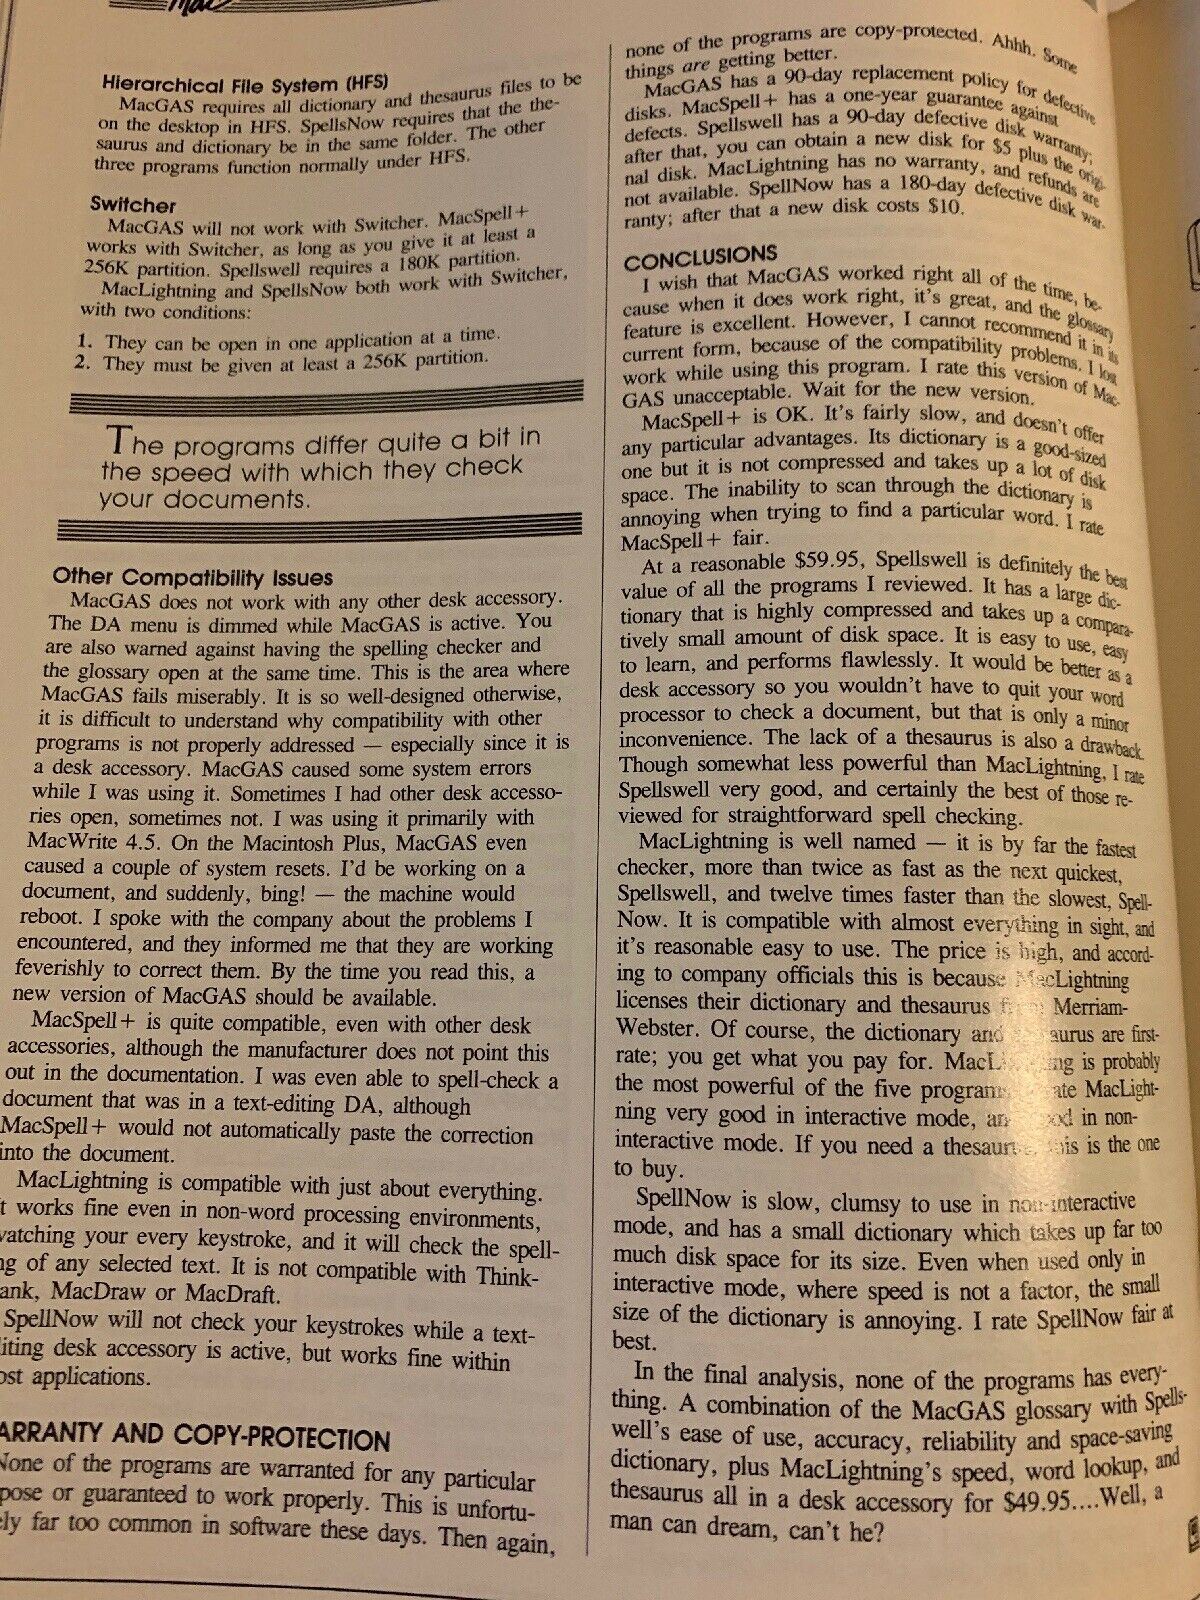 Mac
Hierarchical File System (HFS)
MacGAS requires all dictionary and thesaurus files to be
on the desktop in HFS. SpellsNow requires that the the-
saurus and dictionary be in the same folder. The other
three programs function normally under HFS.
Switcher
MacGAS will not work with Switcher. MacSpell+
works with Switcher, as long as you give it at least a
256K partition. Spellswell requires a 180K partition.
MacLightning and SpellsNow both work with Switcher,
with two conditions:
1. They can be open in one application at a time.
2. They must be given at least a 256K partition.
The programs differ quite a bit in
the speed with which they check
your documents.
Other Compatibility Issues
MacGAS does not work with any other desk accessory.
The DA menu is dimmed while MacGAS is active. You
are also warned against having the spelling checker and
the glossary open at the same time. This is the area where
MacGAS fails miserably. It is so well-designed otherwise,
it is difficult to understand why compatibility with other
programs is not properly addressed — especially since it is
a desk accessory. MacGAS caused some system errors
while I was using it. Sometimes I had other desk accesso-
ries open, sometimes not. I was using it primarily with
MacWrite 4.5. On the Macintosh Plus, MacGAS even
caused a couple of system resets. I'd be working on a
document, and suddenly, bing! — the machine would
reboot. I spoke with the company about the problems I
encountered, and they informed me that they are working
feverishly to correct them. By the time you read this, a
new version of MacGAS should be available.
MacSpell+ is quite compatible, even with other desk
accessories, although the manufacturer does not point this
out in the documentation. I was even able to spell-check a
document that was in a text-editing DA, although
MacSpell+ would not automatically paste the correction
into the document.
MacLightning is compatible with just about everything.
t works fine even in non-word processing environments,
vatching your every keystroke, and it will check the spell-
ng of any selected text. It is not compatible with Think-
ank, MacDraw or MacDraft.
SpellNow will not check your keystrokes while a text-
iting desk accessory is active, but works fine within
ost applications.
ARRANTY AND COPY-PROTECTION
None of the programs are warranted for any particular
pose or guaranteed to work properly. This is unfortu-
ely far too common in software these days. Then again,
none of the programs are copy-protected. Ahhh. Some
things are getting better.
MacGAS has a 90-day replacement policy for defective
disks. MacSpell+ has a one-year guarantee against
defects. Spellswell has a 90-day defective disk warranty;
after that, you can obtain a new disk for $5 plus the origi-
nal disk. MacLightning has no warranty, and refunds are
not available. SpellNow has a 180-day defective disk war-
ranty; after that a new disk costs $10.
CONCLUSIONS
I wish that MacGAS worked right all of the time, be-
cause when it does work right, it's great, and the glossary
feature is excellent. However, I cannot recommend it in its
current form, because of the compatibility problems. I lost
work while using this program. I rate this version of Mac-
GAS unacceptable. Wait for the new version.
MacSpell+ is OK. It's fairly slow, and doesn't offer
any particular advantages. Its dictionary is a good-sized
one but it is not compressed and takes up a lot of disk
space. The inability to scan through the dictionary is
annoying when trying to find a particular word. I rate
MacSpell+ fair.
At a reasonable $59.95, Spellswell is definitely the best
value of all the programs I reviewed. It has a large dic-
tionary that is highly compressed and takes up a compara-
tively small amount of disk space. It is easy to use, easy
to learn, and performs flawlessly. It would be better as a
desk accessory so you wouldn't have to quit your word
processor to check a document, but that is only a minor
inconvenience. The lack of a thesaurus is also a drawback.
Though somewhat less powerful than MacLightning, I rate
Spellswell very good, and certainly the best of those re-
viewed for straightforward spell checking.
MacLightning is well named — it is by far the fastest
checker, more than twice as fast as the next quickest,
Spellswell, and twelve times faster than the slowest, Spell-
Now. It is compatible with almost everything in sight, and
it's reasonable easy to use. The price is high, and accord-
ing to company officials this is because MacLightning
licenses their dictionary and thesaurus from Merriam-
Webster. Of course, the dictionary and thesaurus are first-
rate; you get what you pay for. MacLightning is probably
the most powerful of the five programs. I rate MacLight-
ning very good in interactive mode, and good in non-
interactive mode. If you need a thesaurus, this is the one
to buy.
SpellNow is slow, clumsy to use in non-interactive
mode, and has a small dictionary which takes up far too
much disk space for its size. Even when used only in
interactive mode, where speed is not a factor, the small
size of the dictionary is annoying. I rate SpellNow fair at
best.
In the final analysis, none of the programs has every-
thing. A combination of the MacGAS glossary with Spells-
well's ease of use, accuracy, reliability and space-saving
dictionary, plus MacLightning's speed, word lookup, and
thesaurus all in a desk accessory for $49.95....Well, a
man can dream, can't he?